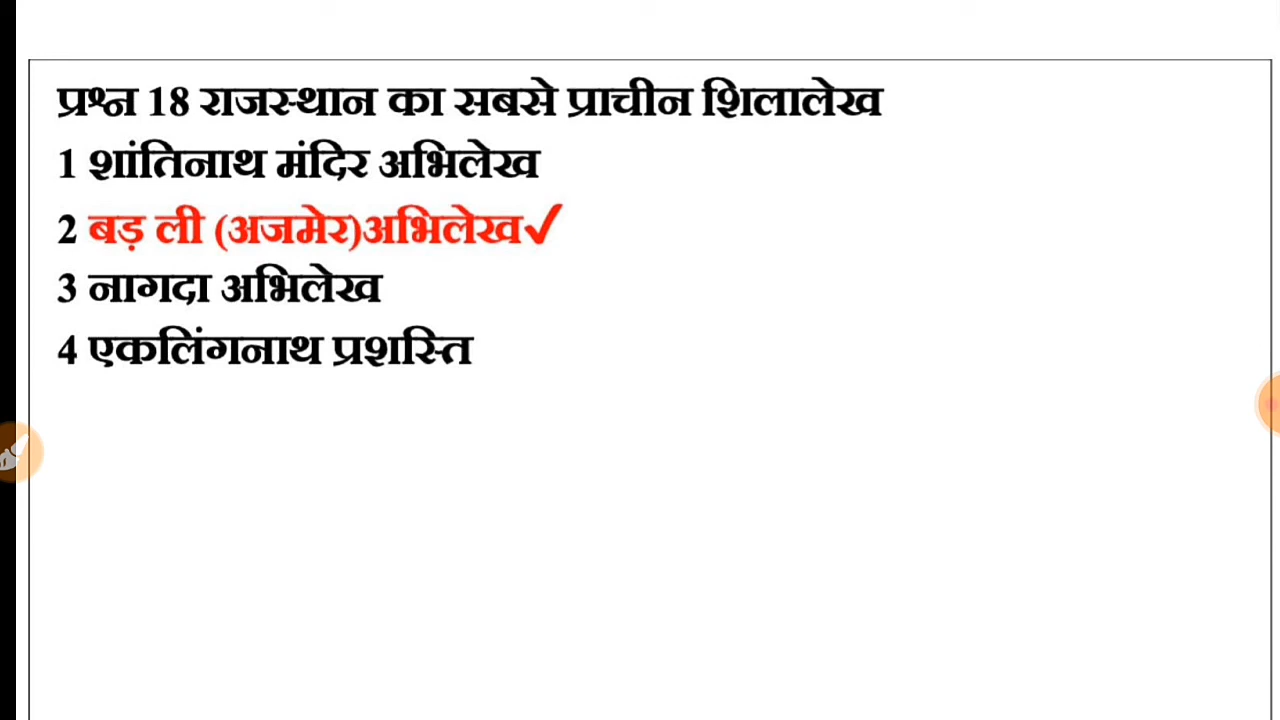 प्रश्न 18 राजस्थान का सबसे प्राचीन शिलालेख
1 शांतिनाथ मंदिर अभिलेख
2 बड़ ली (अजमेर)अभिलेख✓
3 नागदा अभिलेख
4 एकलिंगनाथ प्रशस्ति